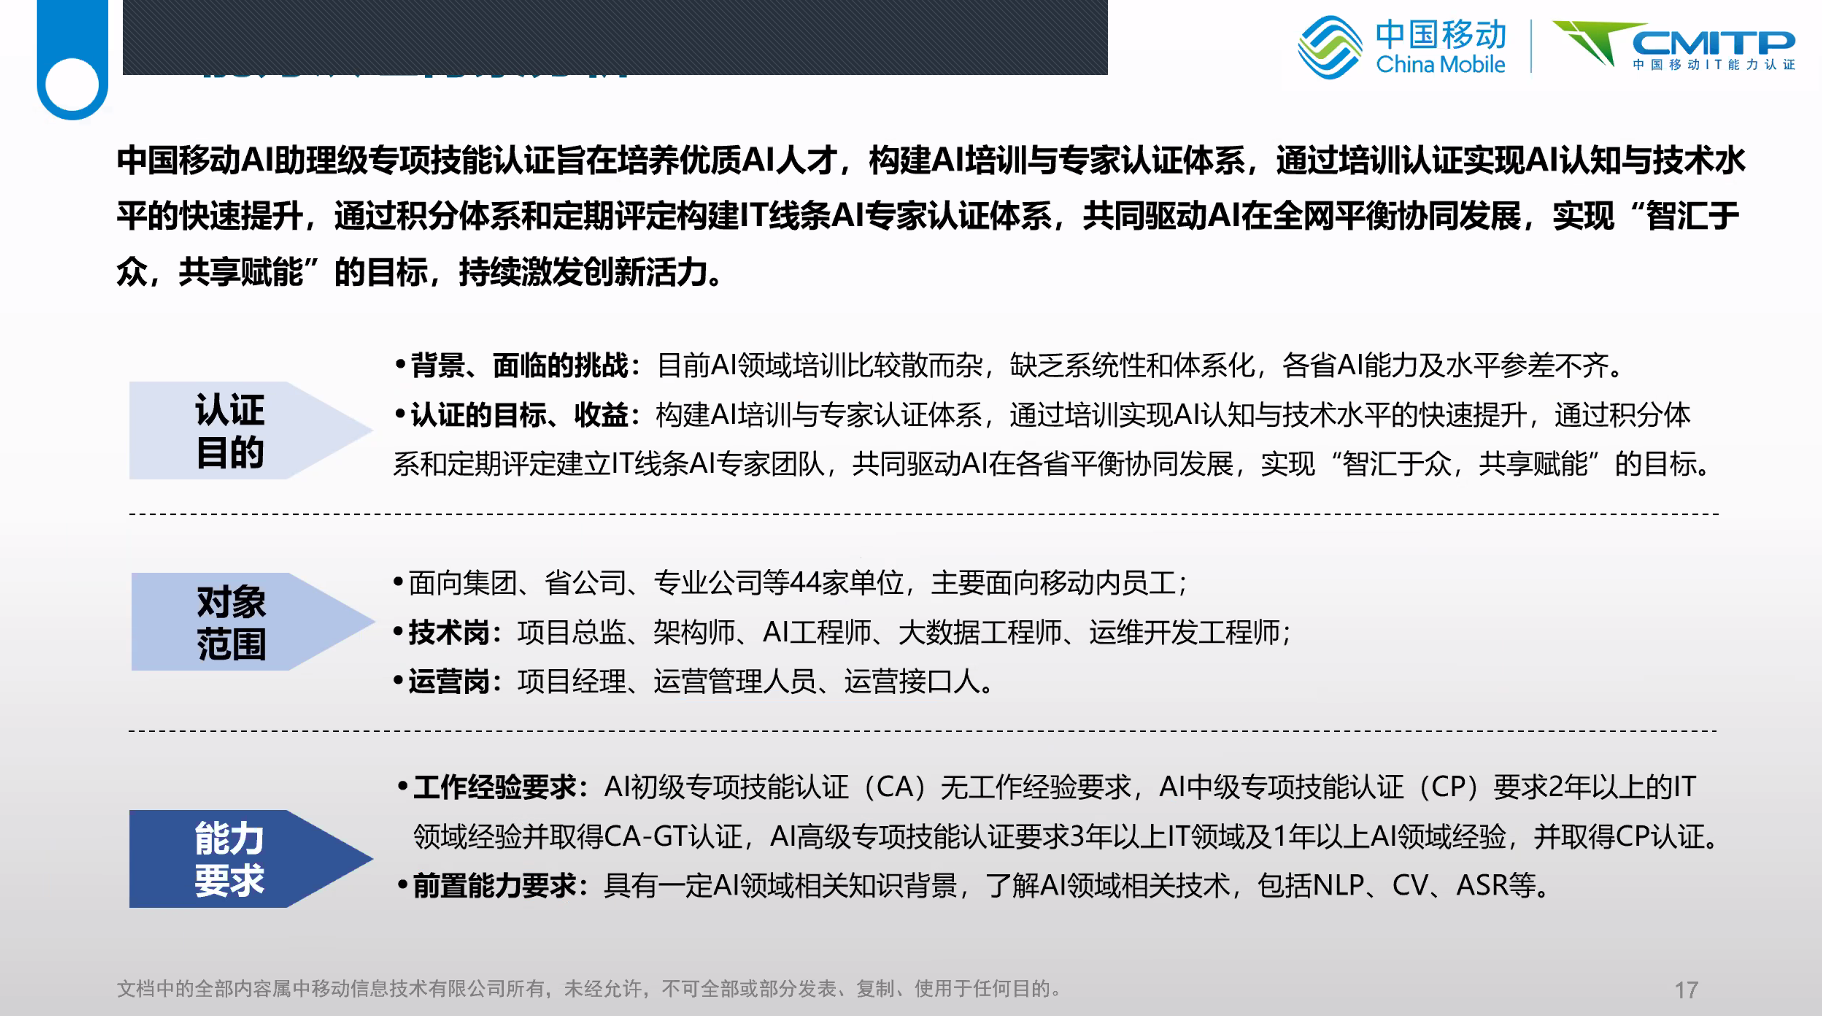 中国移动
China Mobile
CMITP
中国移动IT能力认证
中国移动AI助理级专项技能认证旨在培养优质AI人才，构建AI培训与专家认证体系，通过培训认证实现AI认知与技术水
平的快速提升，通过积分体系和定期评定构建IT线条AI专家认证体系，共同驱动AI在全网平衡协同发展，实现“智汇于
众，共享赋能”的目标，持续激发创新活力。
认证
目的
•背景、面临的挑战：目前AI领域培训比较散而杂，缺乏系统性和体系化，各省AI能力及水平参差不齐。
•认证的目标、收益：构建AI培训与专家认证体系，通过培训实现AI认知与技术水平的快速提升，通过积分体
系和定期评定建立IT线条AI专家团队，共同驱动AI在各省平衡协同发展，实现“智汇于众，共享赋能”的目标。
对象
范围
•面向集团、省公司、专业公司等44家单位，主要面向移动内员工；
•技术岗：项目总监、架构师、AI工程师、大数据工程师、运维开发工程师；
•运营岗：项目经理、运营管理人员、运营接口人。
能力
要求
•工作经验要求：AI初级专项技能认证（CA）无工作经验要求，AI中级专项技能认证（CP）要求2年以上的IT
领域经验并取得CA-GT认证，AI高级专项技能认证要求3年以上IT领域及1年以上AI领域经验，并取得CP认证。
•前置能力要求：具有一定AI领域相关知识背景，了解AI领域相关技术，包括NLP、CV、ASR等。
文档中的全部内容属中移动信息技术有限公司所有，未经允许，不可全部或部分发表、复制、使用于任何目的。
17